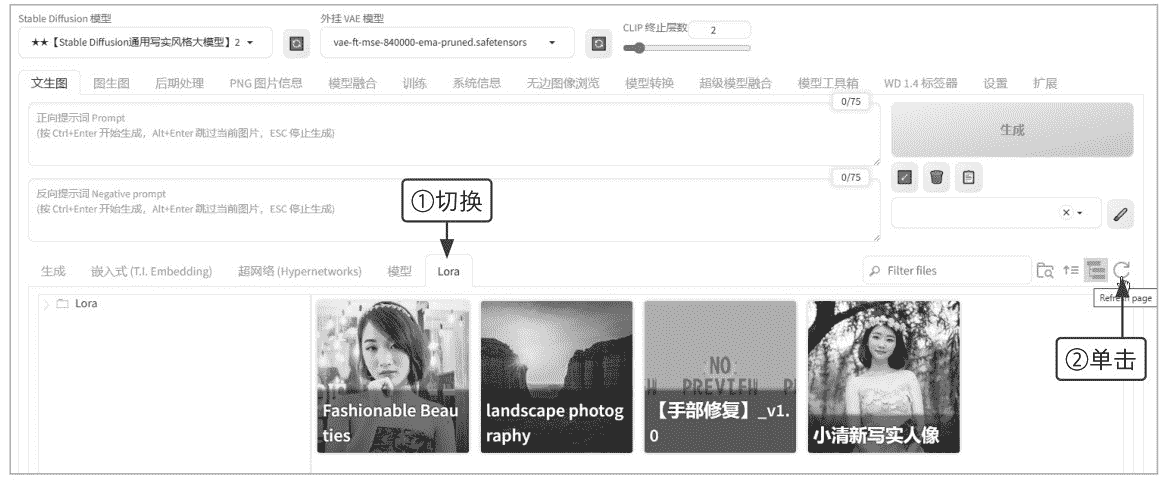 Stable Diffusion 模型
外挂 VAE 模型
CLIP 终止层数
2
★★【Stable Diffusion通用写实风格大模型】2
vae-ft-mse-840000-ema-pruned.safetensors
文生图 图生图 后期处理 PNG 图片信息 模型融合 训练 系统信息 无边图像浏览 模型转换 超级模型融合 模型工具箱 WD 1.4 标签器 设置 扩展
0/75
正向提示词 Prompt
(按 Ctrl+Enter 开始生成，Alt+Enter 跳过当前图片，ESC 停止生成)
生成
0/75
反向提示词 Negative prompt
(按 Ctrl+Enter 开始生成，Alt+Enter 跳过当前图片，ESC 停止生成)
①切换
生成 嵌入式 (T.I. Embedding) 超网络 (Hypernetworks) 模型 Lora
Filter files
Refresh page
②单击
Lora
Fashionable Beau
ties
landscape photog
raphy
NO
PREVIEW
【手部修复】_v1.
0
小清新写实人像